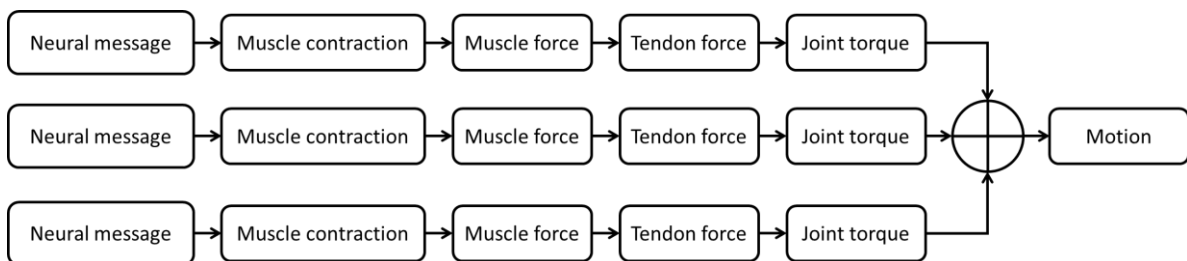 Neural message Muscle contraction Muscle force Tendon force Joint torque
Neural message Muscle contraction Muscle force Tendon force Joint torque Motion
Neural message Muscle contraction Muscle force Tendon force Joint torque